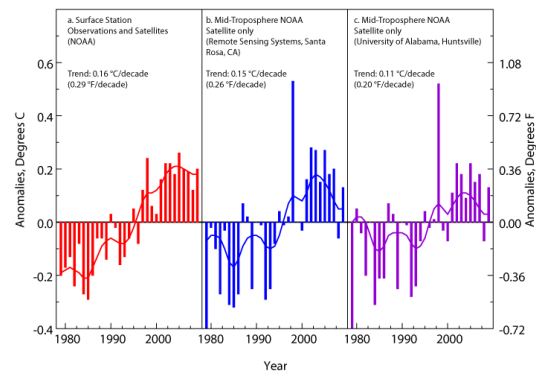 a. Surface Station
Observations and Satellites
(NOAA)
Trend: 0.16 °C/decade
(0.29 °F/decade)
b. Mid-Troposphere NOAA
Satellite only
(Remote Sensing Systems, Santa
Rosa, CA)
Trend: 0.15 °C/decade
(0.26 °F/decade)
c. Mid-Troposphere NOAA
Satellite only
(University of Alabama, Huntsville)
Trend: 0.11 °C/decade
(0.20 °F/decade)
Anomalies, Degrees C
0.6
0.4
0.2
0.0
-0.2
-0.4
1.08
0.72
0.36
0.00
-0.36
-0.72
Anomalies, Degrees F
1980 1990 2000 1980 1990 2000 1980 1990 2000
Year